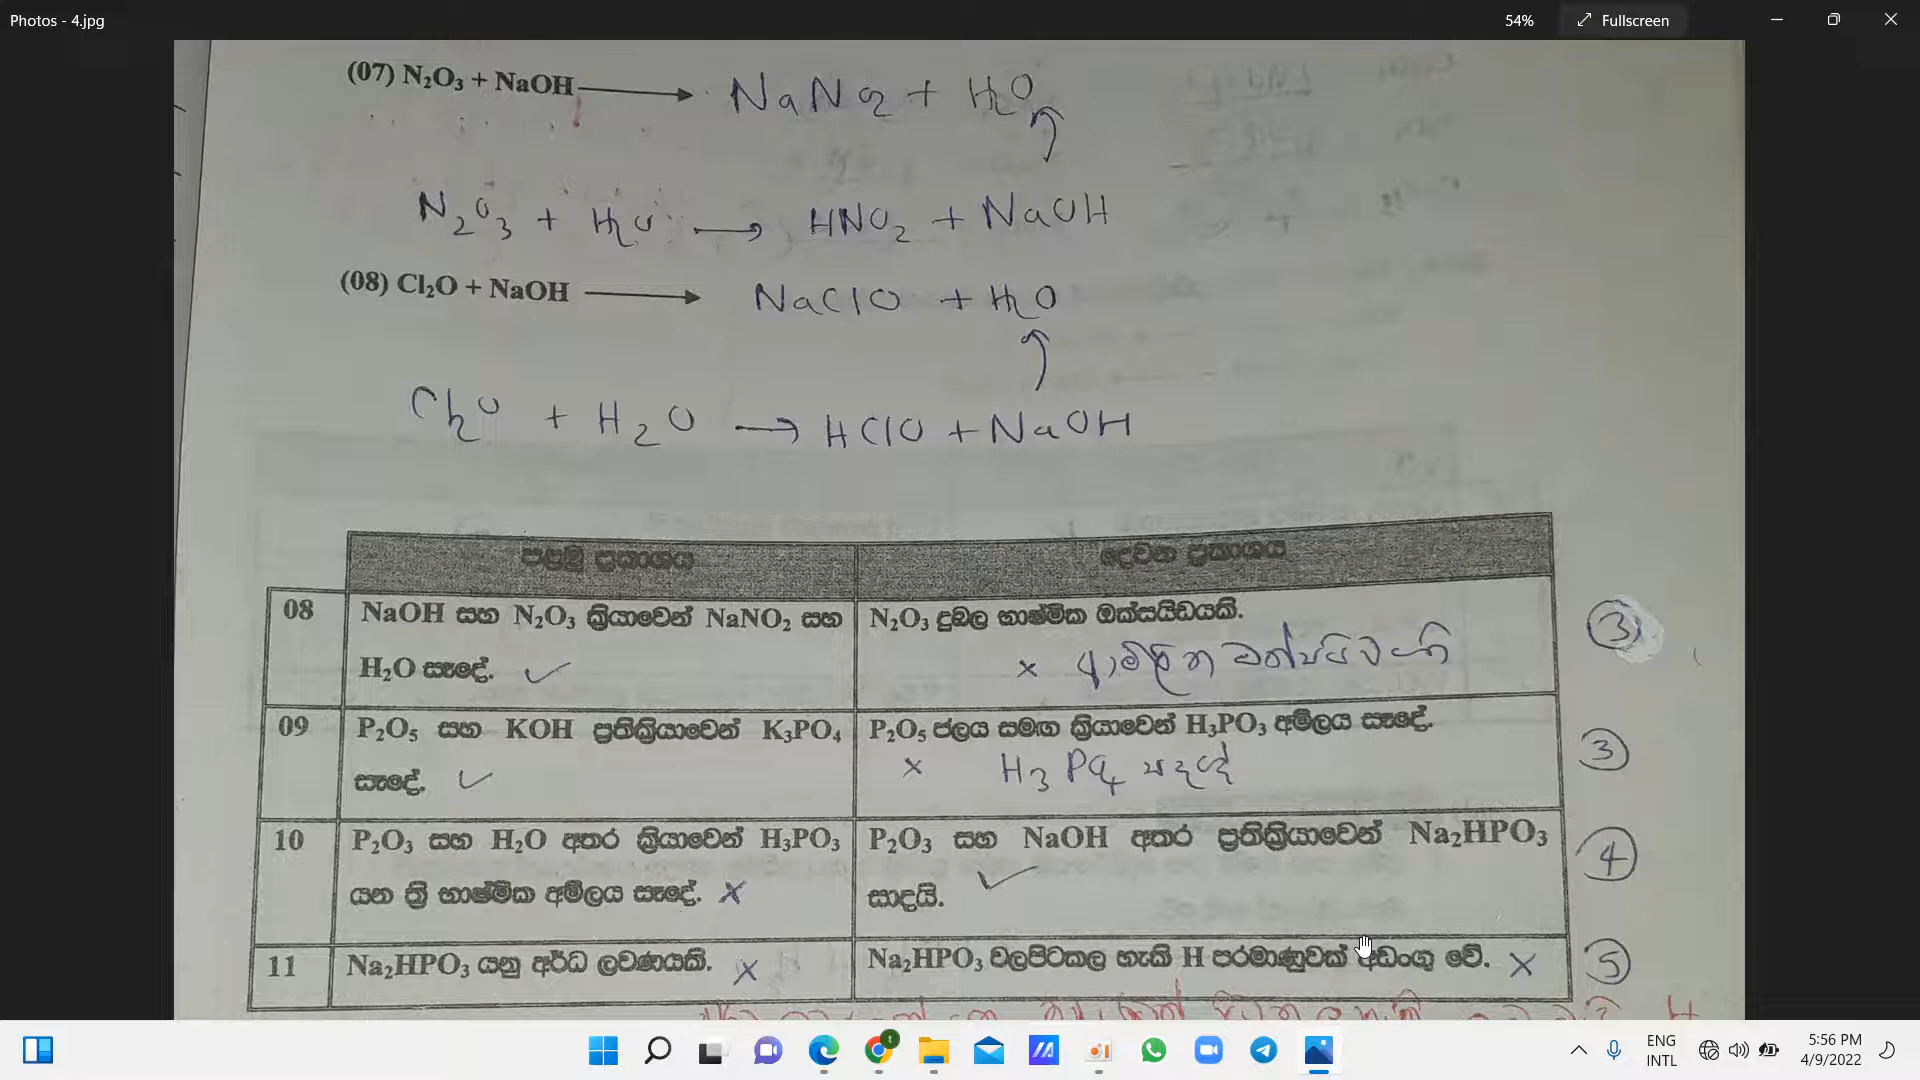 Photos - 4.jpg
54%
Fullscreen
(07) N₂O₃ + NaOH ⟶ NaNO₂ + H₂O
N₂O₃ + H₂O ⟶ HNO₂ + NaOH
(08) Cl₂O + NaOH ⟶ NaClO + H₂O
Cl₂O + H₂O ⟶ HClO + NaOH
පළමු ප්‍රකාශය
දෙවන ප්‍රකාශය
08
NaOH සහ N₂O₃ ක්‍රියාවෙන් NaNO₂ සහ
H₂O සෑදේ. ✓
N₂O₃ දුබල භාෂ්මික ඔක්සයිඩයකි.
× ආම්ලික
3
09
P₂O₅ සහ KOH ප්‍රතික්‍රියාවෙන් K₃PO₄
සෑදේ. ✓
P₂O₅ ජලය සමඟ ක්‍රියාවෙන් H₃PO₃ අම්ලය සෑදේ.
× H₃PO₄
3
10
P₂O₃ සහ H₂O අතර ක්‍රියාවෙන් H₃PO₃
යන ත්‍රි භාෂ්මික අම්ලය සෑදේ. ×
P₂O₃ සහ NaOH අතර ප්‍රතික්‍රියාවෙන් Na₂HPO₃
සාදයි. ✓
4
11
Na₂HPO₃ යනු අර්ධ ලවණයකි. ×
Na₂HPO₃ වලපිටකල හැකි H පරමාණුවක් අඩංගු වේ. ×
5
ENG
INTL
5:56 PM
4/9/2022